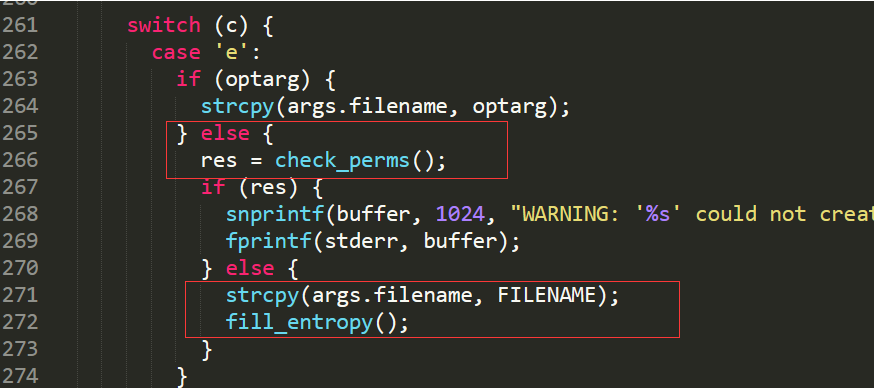 261 switch (c) {
262 case 'e':
263 if (optarg) {
264 strcpy(args.filename, optarg);
265 } else {
266 res = check_perms();
267 if (res) {
268 snprintf(buffer, 1024, "WARNING: '%s' could not
269 fprintf(stderr, buffer);
270 } else {
271 strcpy(args.filename, FILENAME);
272 fill_entropy();
273 }
274 }